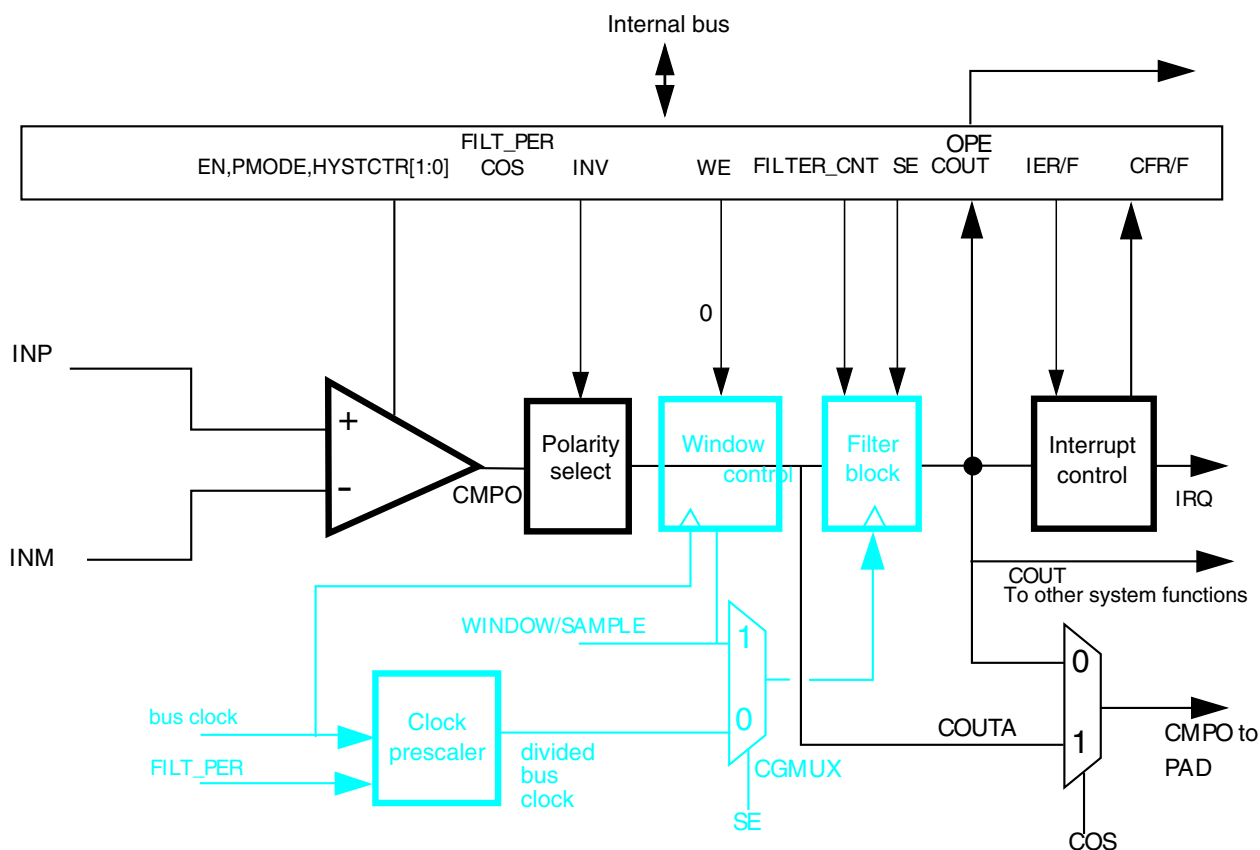 Internal bus
FILT_PER
OPE
EN,PMODE,HYSTCTR[1:0]
COS
INV
WE
FILTER_CNT
SE
COUT
IER/F
CFR/F
0
INP
+
-
INM
CMPO
Polarity
select
Window
control
Filter
block
Interrupt
control
IRQ
COUT
To other system functions
WINDOW/SAMPLE
1
0
CGMUX
SE
bus clock
FILT_PER
Clock
prescaler
divided
bus
clock
COUTA
0
1
CMPO to
PAD
COS